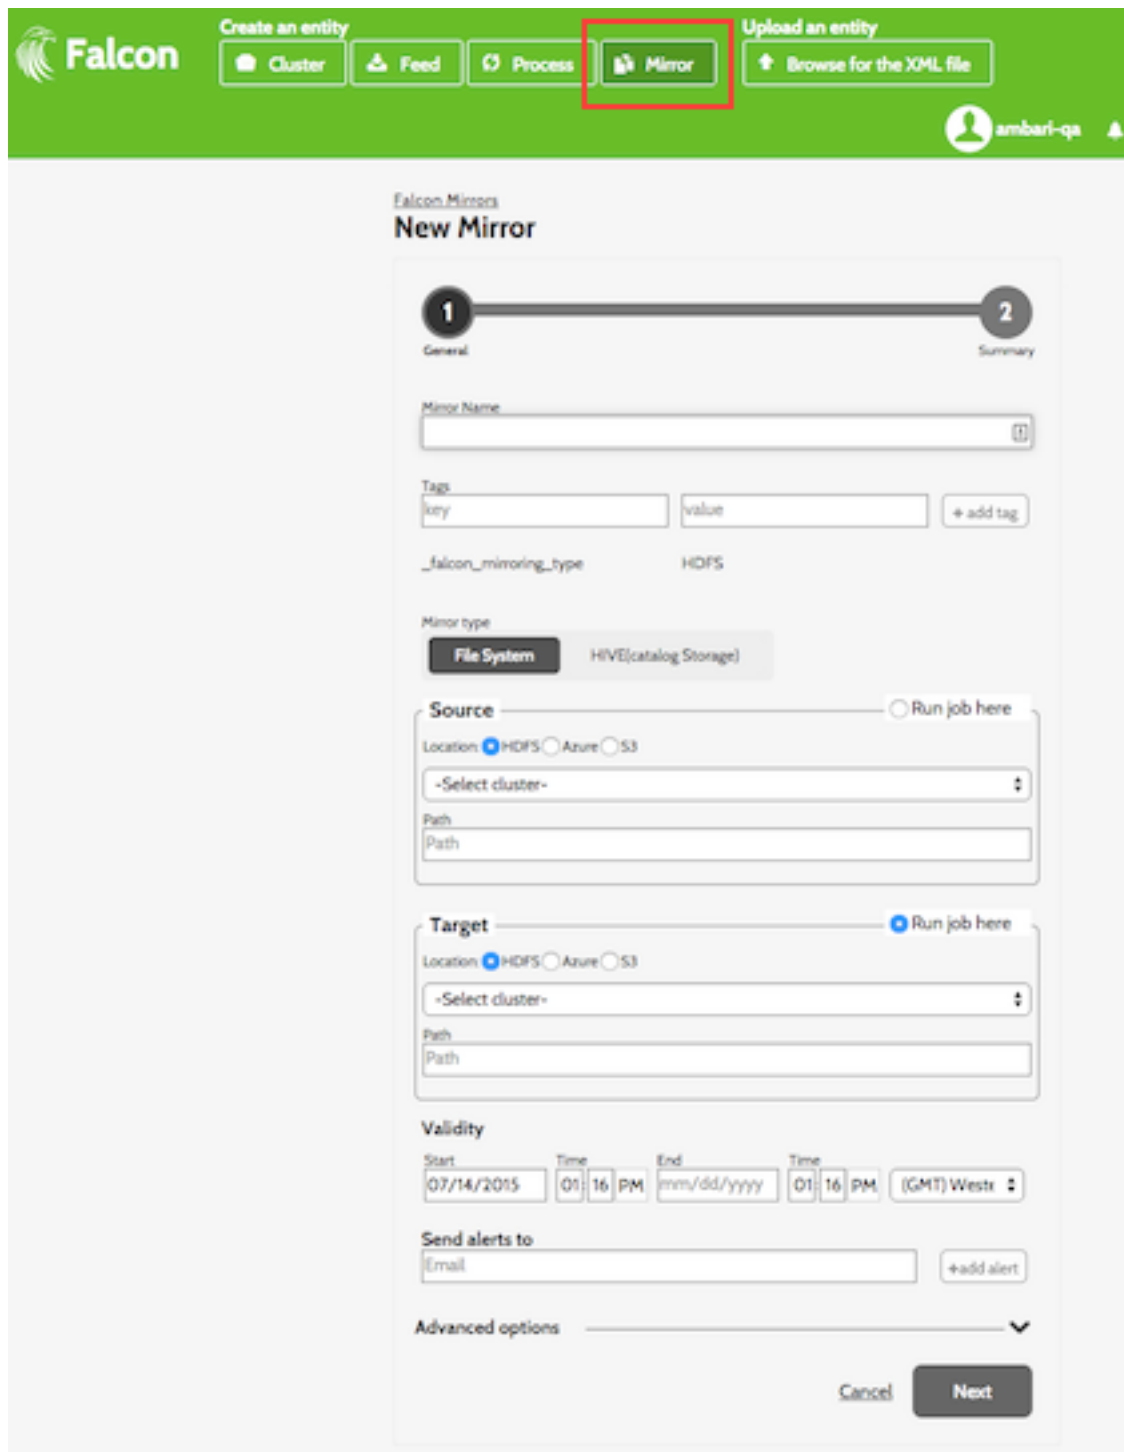 Falcon
Create an entity
Cluster Feed Process Mirror
Upload an entity
Browse for the XML file
ambari-qa
Falcon Mirrors
New Mirror
1 2
General Summary
Mirror Name
Tags
key value + add tag
_falcon_mirroring_type HDFS
Mirror type
File System HIVE(catalog Storage)
Source Run job here
Location: HDFS Azure S3
-Select cluster-
Path
Path
Target Run job here
Location: HDFS Azure S3
-Select cluster-
Path
Path
Validity
Start Time End Time
07/14/2015 01: 16 PM mm/dd/yyyy 01: 16 PM (GMT) Weste
Send alerts to
Email +add alert
Advanced options
Cancel Next